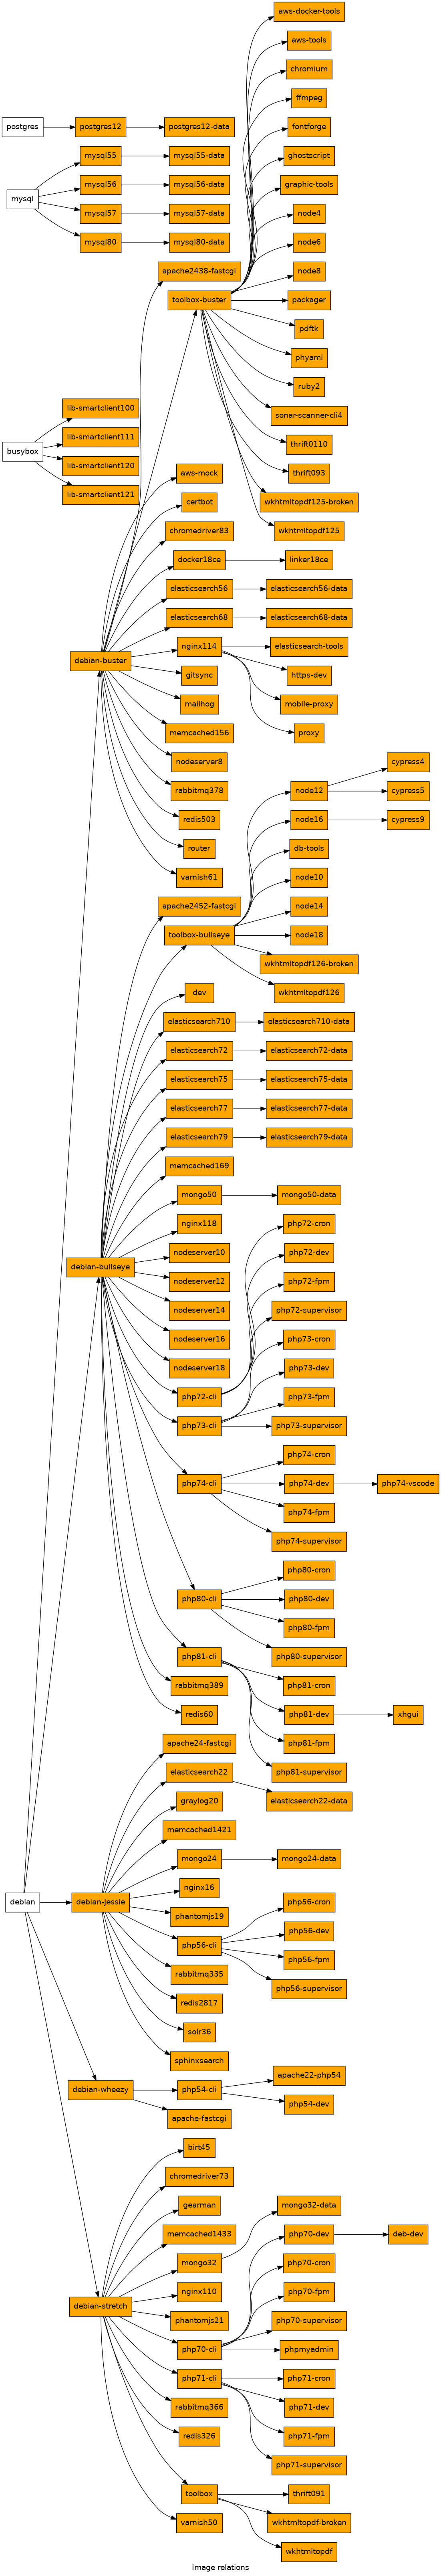 aws-docker-tools
aws-tools
chromium
ffmpeg
postgres
postgres12
postgres12-data
fontforge
mysql55
mysql55-data
ghostscript
mysql
mysql56
mysql56-data
graphic-tools
mysql57
mysql57-data
node4
mysql80
mysql80-data
node6
apache2438-fastcgi
node8
toolbox-buster
packager
pdftk
phyaml
ruby2
lib-smartclient100
sonar-scanner-cli4
busybox
lib-smartclient111
thrift0110
lib-smartclient120
aws-mock
thrift093
lib-smartclient121
certbot
wkhtmltopdf125-broken
chromedriver83
wkhtmltopdf125
docker18ce
linker18ce
elasticsearch56
elasticsearch56-data
elasticsearch68
elasticsearch68-data
debian-buster
nginx114
elasticsearch-tools
gitsync
https-dev
mailhog
mobile-proxy
memcached156
proxy
nodeserver8
cypress4
rabbitmq378
node12
cypress5
redis503
node16
cypress9
router
db-tools
varnish61
node10
apache2452-fastcgi
node14
toolbox-bullseye
node18
wkhtmltopdf126-broken
dev
wkhtmltopdf126
elasticsearch710
elasticsearch710-data
elasticsearch72
elasticsearch72-data
elasticsearch75
elasticsearch75-data
elasticsearch77
elasticsearch77-data
elasticsearch79
elasticsearch79-data
memcached169
mongo50
mongo50-data
nginx118
php72-cron
debian-bullseye
nodeserver10
php72-dev
nodeserver12
php72-fpm
nodeserver14
php72-supervisor
nodeserver16
php73-cron
nodeserver18
php73-dev
php72-cli
php73-fpm
php73-cli
php73-supervisor
php74-cron
php74-cli
php74-dev
php74-vscode
php74-fpm
php74-supervisor
php80-cron
php80-cli
php80-dev
php80-fpm
php81-cli
php80-supervisor
rabbitmq389
php81-cron
redis60
php81-dev
xhgui
apache24-fastcgi
php81-fpm
elasticsearch22
php81-supervisor
graylog20
elasticsearch22-data
memcached1421
mongo24
mongo24-data
nginx16
debian
debian-jessie
php56-cron
phantomjs19
php56-dev
php56-cli
php56-fpm
rabbitmq335
php56-supervisor
redis2817
solr36
sphinxsearch
apache22-php54
debian-wheezy
php54-cli
php54-dev
apache-fastcgi
birt45
chromedriver73
gearman
mongo32-data
memcached1433
php70-dev
deb-dev
mongo32
php70-cron
nginx110
php70-fpm
debian-stretch
phantomjs21
php70-supervisor
php70-cli
phpmyadmin
php71-cli
php71-cron
rabbitmq366
php71-dev
redis326
php71-fpm
php71-supervisor
toolbox
thrift091
varnish50
wkhtmltopdf-broken
wkhtmltopdf
Image relations